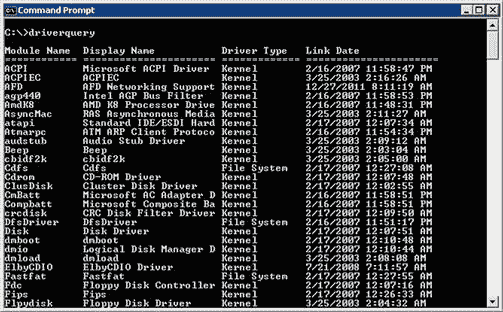 Command Prompt
C:\>driverquery
Module Name  Display Name           Driver Type   Link Date
============ ====================== ============= ======================
ACPI         Microsoft ACPI Driver  Kernel        2/16/2007 11:58:47 PM
ACPIEC       ACPIEC                 Kernel        3/25/2003 2:16:26 AM
AFD          AFD Networking Support Kernel        12/27/2011 8:11:19 AM
agp440       Intel AGP Bus Filter   Kernel        2/16/2007 11:58:53 PM
AmdK8        AMD K8 Processor Drive Kernel        2/16/2007 11:48:31 PM
AsyncMac     RAS Asynchronous Media Kernel        3/25/2003 2:11:27 AM
atapi        Standard IDE/ESDI Hard Kernel        2/17/2007 12:07:34 AM
Atmarpc      ATM ARP Client Protoco Kernel        2/16/2007 11:54:34 PM
audstub      Audio Stub Driver      Kernel        3/25/2003 2:09:12 AM
Beep         Beep                   Kernel        3/25/2003 2:03:04 AM
cbidf2k      cbidf2k                Kernel        3/25/2003 2:05:00 AM
Cdfs         Cdfs                   File System   2/17/2007 12:27:08 AM
Cdrom        CD-ROM Driver          Kernel        2/17/2007 12:07:48 AM
ClusDisk     Cluster Disk Driver    Kernel        2/17/2007 12:02:55 AM
CmBatt       Microsoft AC Adapter D Kernel        2/16/2007 11:58:51 PM
Compbatt     Microsoft Composite Ba Kernel        2/16/2007 11:58:51 PM
crcdisk      CRC Disk Filter Driver Kernel        2/17/2007 12:09:50 AM
DfsDriver    DfsDriver              File System   2/16/2007 11:51:17 PM
Disk         Disk Driver            Kernel        2/17/2007 12:07:51 AM
dmboot       dmboot                 Kernel        2/17/2007 12:10:48 AM
dmio         Logical Disk Manager D Kernel        2/17/2007 12:10:44 AM
dmload       dmload                 Kernel        3/25/2003 2:08:08 AM
ElbyCDIO     ElbyCDIO Driver        Kernel        7/21/2008 7:11:57 AM
Fastfat      Fastfat                File System   2/17/2007 12:27:55 AM
Fdc          Floppy Disk Controller Kernel        2/17/2007 12:07:16 AM
Fips         Fips                   Kernel        2/17/2007 12:26:33 AM
Flpydisk     Floppy Disk Driver     Kernel        3/25/2003 2:04:32 AM